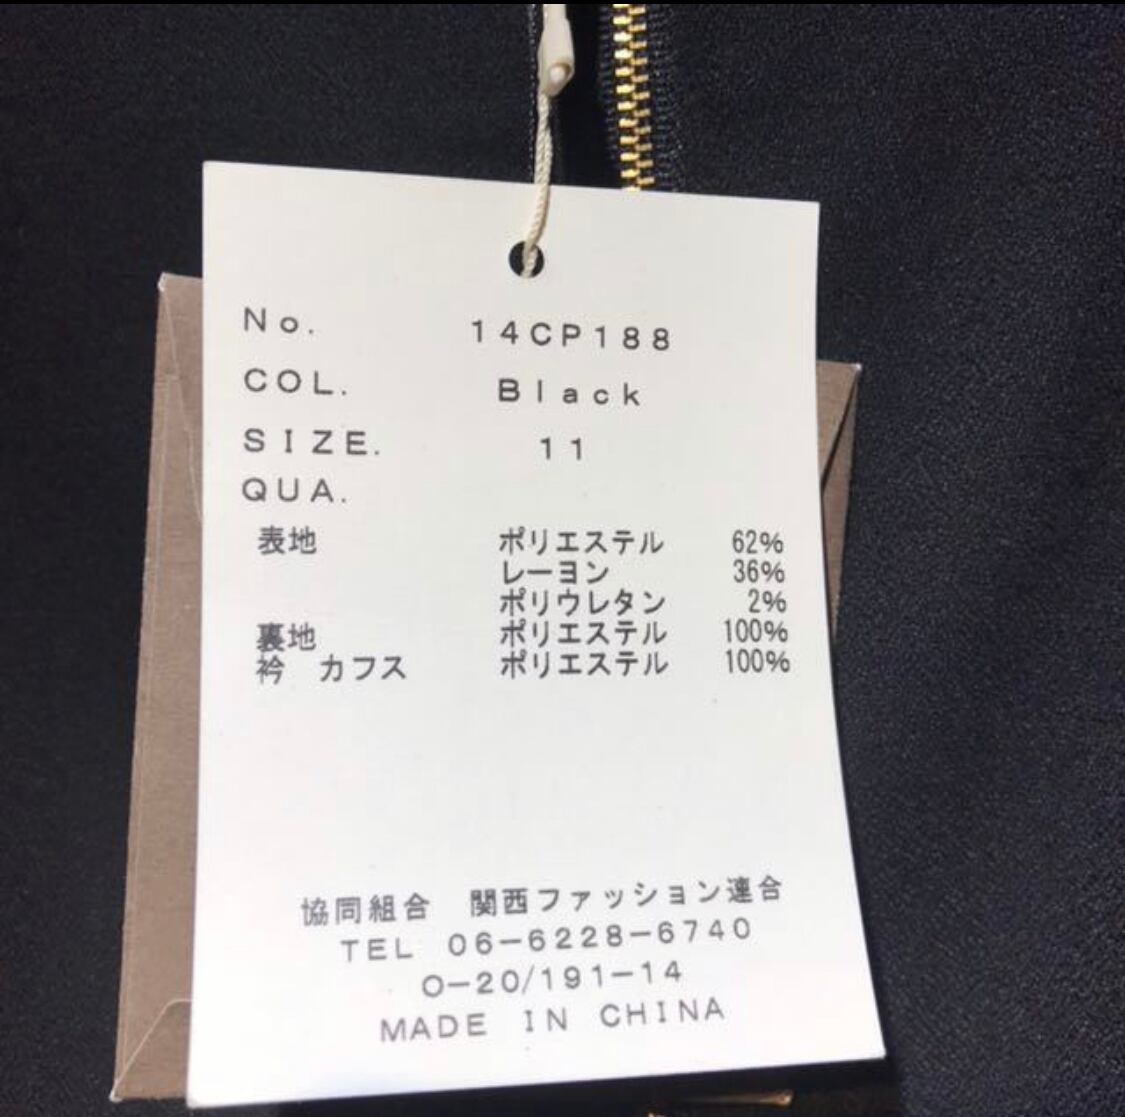 No. 14CP188
COL. Black
SIZE. 11
QUA.
表地 ポリエステル 62%
レーヨン 36%
ポリウレタン 2%
裏地 ポリエステル 100%
衿 カフス ポリエステル 100%
協同組合 関西ファッション連合
TEL 06-6228-6740
O-20/191-14
MADE IN CHINA